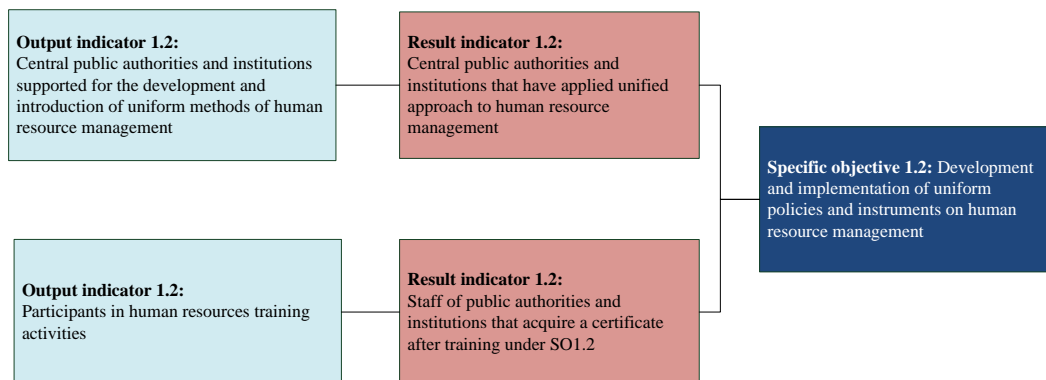 Output indicator 1.2:
Central public authorities and institutions
supported for the development and
introduction of uniform methods of human
resource management
Result indicator 1.2:
Central public authorities and
institutions that have applied unified
approach to human resource
management
Specific objective 1.2: Development
and implementation of uniform
policies and instruments on human
resource management
Output indicator 1.2:
Participants in human resources training
activities
Result indicator 1.2:
Staff of public authorities and
institutions that acquire a certificate
after training under SO1.2